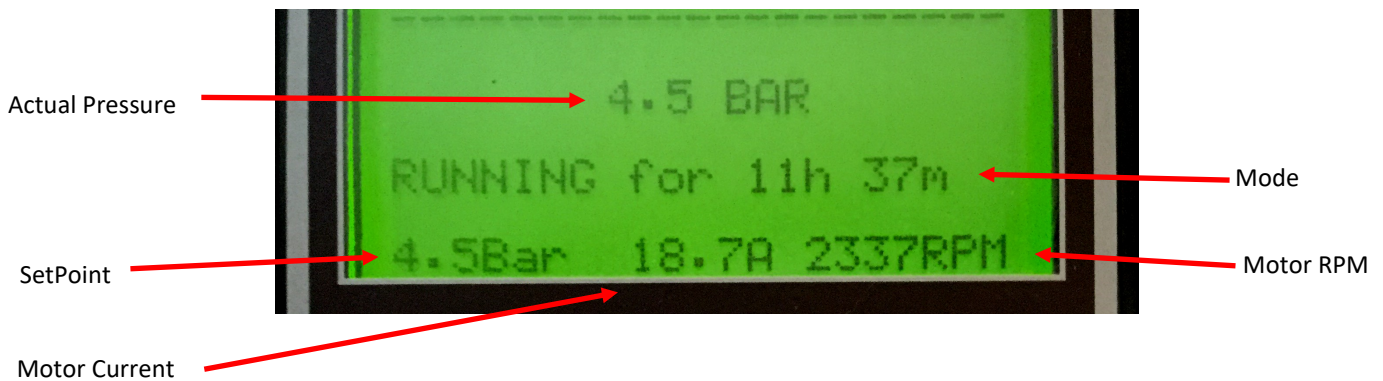 Actual Pressure
4.5 BAR
RUNNING for 11h 37m
Mode
4.5Bar 18.7A 2337RPM
SetPoint
Motor RPM
Motor Current